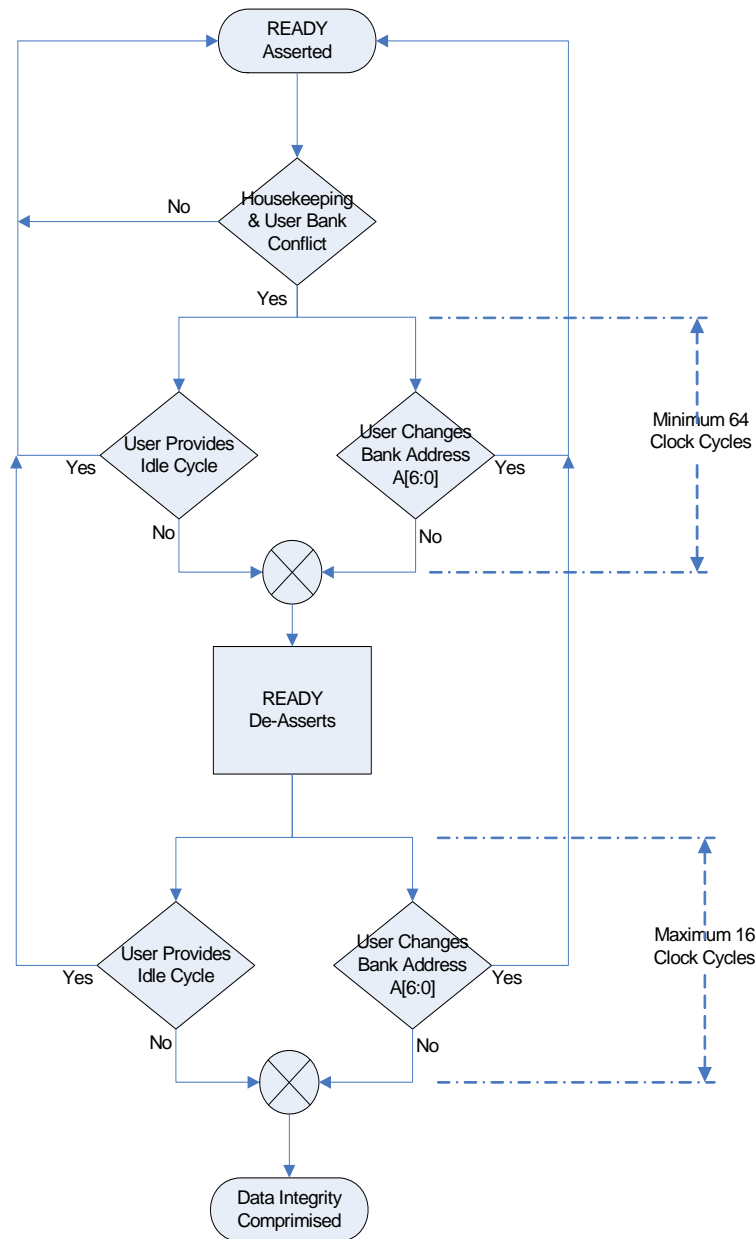 READY
Asserted
Housekeeping
& User Bank
Conflict
No
Yes
User Provides
Idle Cycle
User Changes
Bank Address
A[6:0]
Minimum 64
Clock Cycles
Yes
Yes
No
No
READY
De-Asserts
User Provides
Idle Cycle
User Changes
Bank Address
A[6:0]
Maximum 16
Clock Cycles
Yes
Yes
No
No
Data Integrity
Comprimised